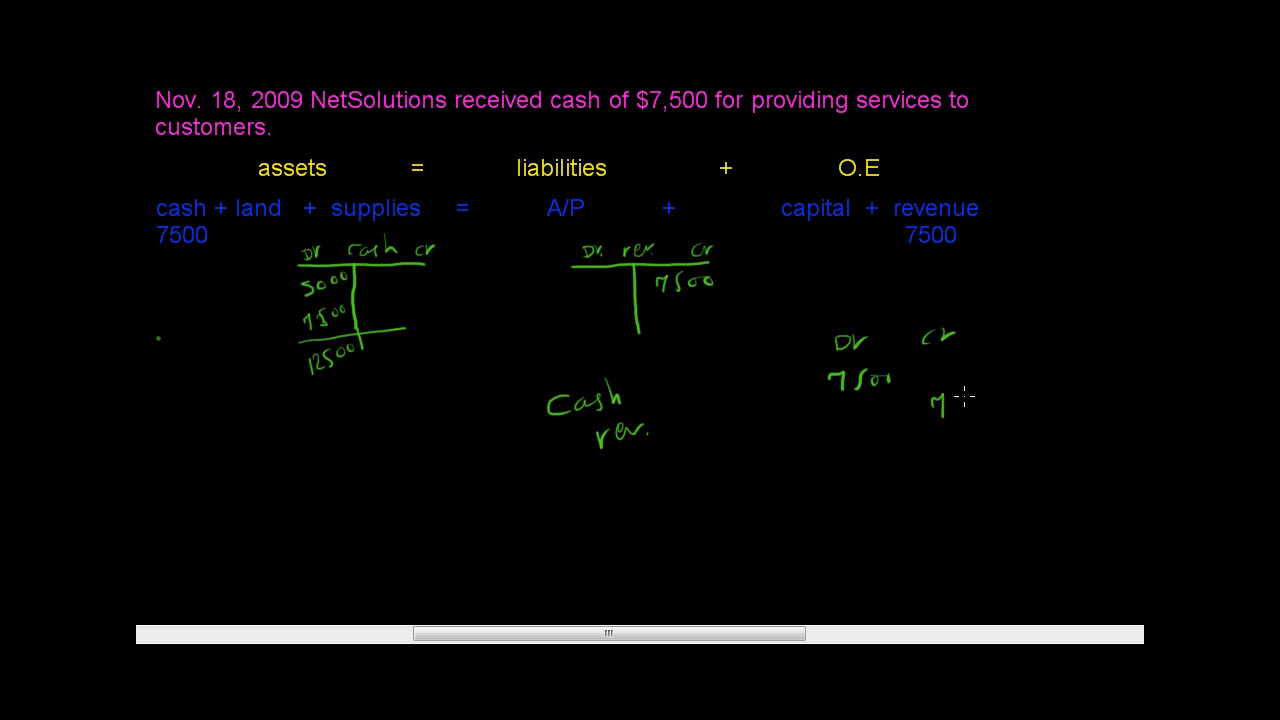 Nov. 18, 2009 NetSolutions received cash of $7,500 for providing services to
customers.
assets = liabilities + O.E
cash + land + supplies = A/P + capital + revenue
7500 7500
Dr cash cr Dr. rev. Cr
5000 7500
7500
12500
Dr Cr
7500
Cash 7
rev.